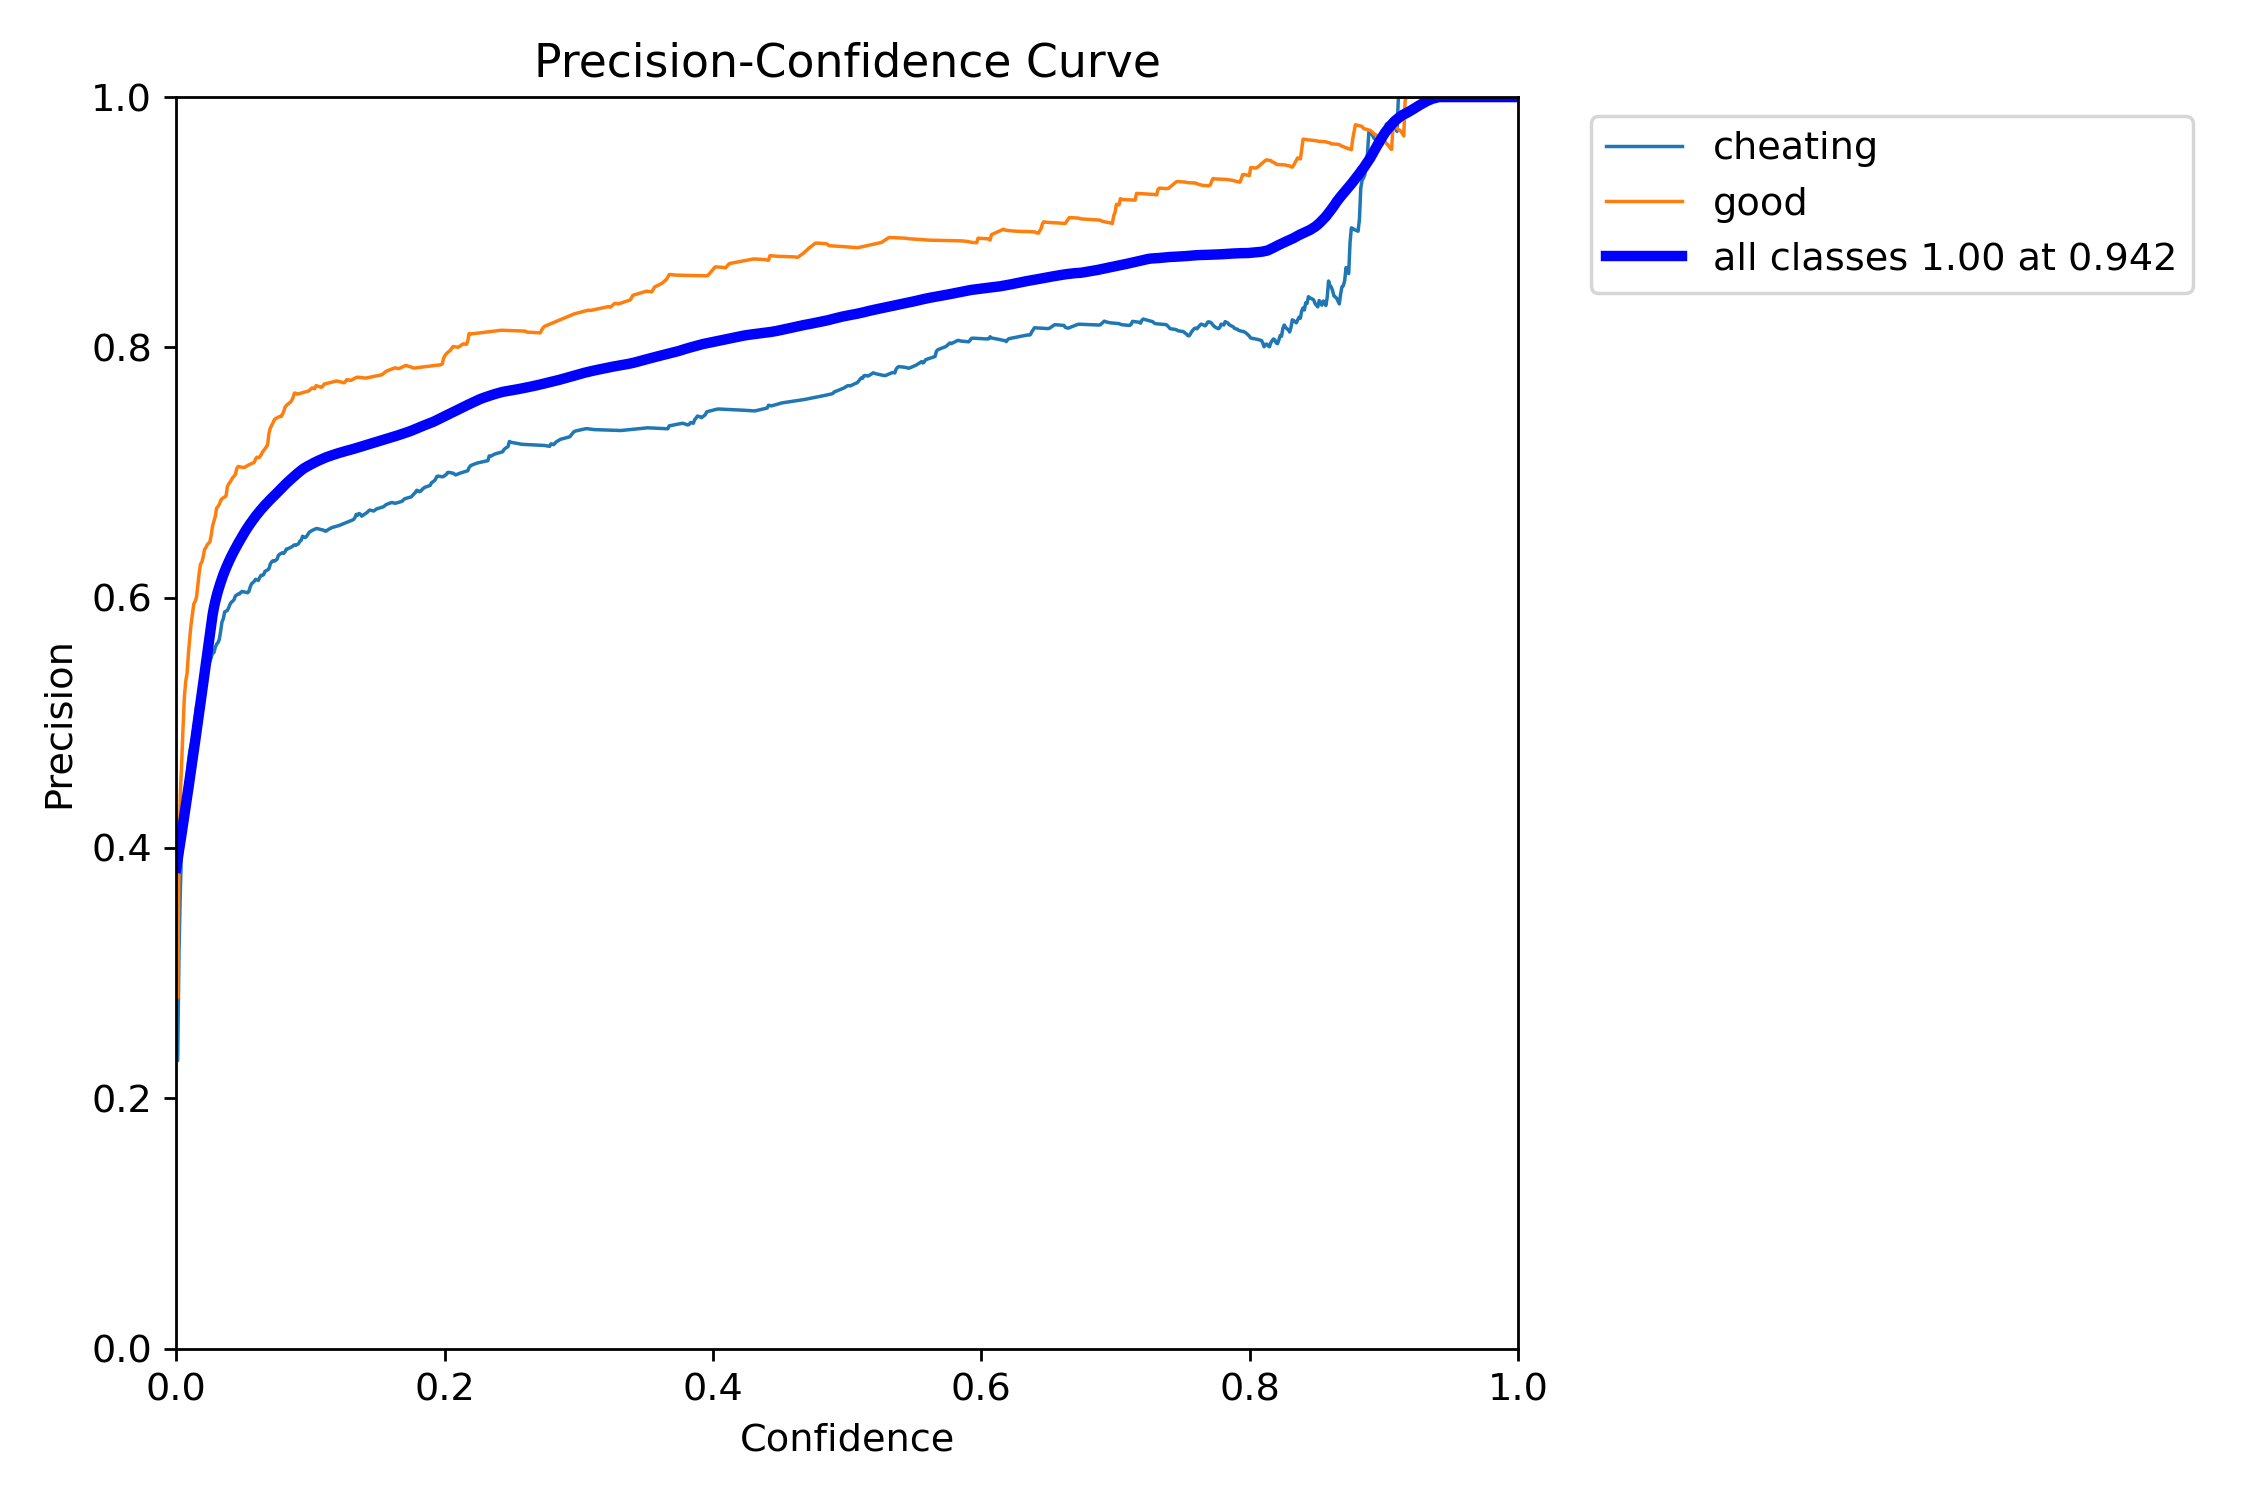 Precision-Confidence Curve
1.0
0.8
0.6
0.4
0.2
0.0
Precision
0.0 0.2 0.4 0.6 0.8 1.0
Confidence
cheating
good
all classes 1.00 at 0.942